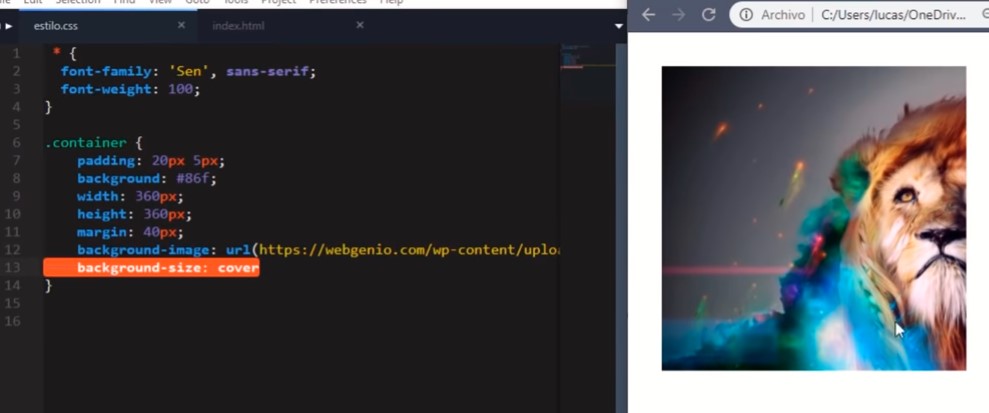 Selection Find View Goto Tools Project Preferences Help
estilo.css × index.html ×
Archivo C:/Users/lucas/OneDriv...
1 * {
2 font-family: 'Sen', sans-serif;
3 font-weight: 100;
4 }
5
6 .container {
7 padding: 20px 5px;
8 background: #86f;
9 width: 360px;
10 height: 360px;
11 margin: 40px;
12 background-image: url(https://webgenio.com/wp-content/uploa
13 background-size: cover
14 }
15
16